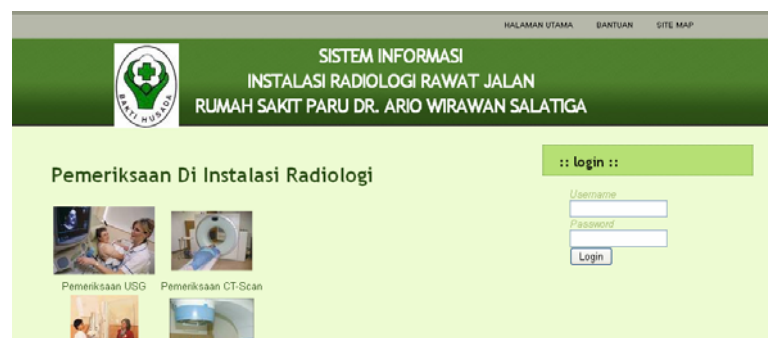 HALAMAN UTAMA BANTUAN SITE MAP
SISTEM INFORMASI
INSTALASI RADIOLOGI RAWAT JALAN
RUMAH SAKIT PARU DR. ARIO WIRAWAN SALATIGA
BAKTI HUSADA
:: login ::
Pemeriksaan Di Instalasi Radiologi
Username
Password
Login
Pemeriksaan USG Pemeriksaan CT-Scan